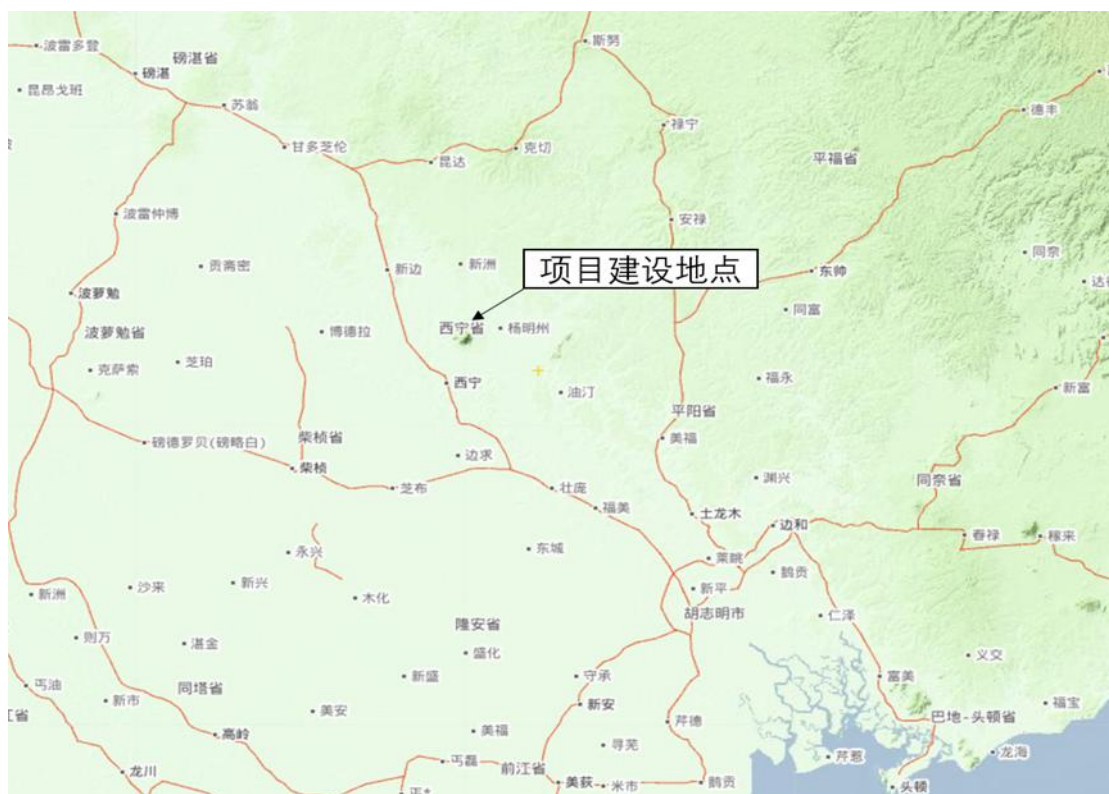 斯努
波雷多登
磅湛省
磅湛
昆昂戈班
苏翁
德丰
禄宁
甘多芝伦
克切
昆达
平福省
波雷仲博
安禄
同奈
贡斋密
新边
新洲
项目建设地点
东帅
波萝勉
同富
西宁省
杨明州
波萝勉省
博德拉
克萨索
芝珀
西宁
油汀
福永
新富
平阳省
磅德罗贝(磅略白)
柴桢省
美福
边求
柴桢
渊兴
同奈省
芝布
壮庞
福美
土龙木
边和
春禄
稼来
永兴
东城
莱眺
鹅贡
沙来
新兴
新洲
木化
新平
胡志明市
仁泽
则万
湛金
隆安省
盛化
义交
丐油
新市
同塔省
新盛
守承
富美
江省
美安
新安
巴地-头顿省
福宝
高岭
美福
芹德
寻芜
龙海
龙川
丐磊
前江省
芹惹
美荻
米市
鹅贡
头顿